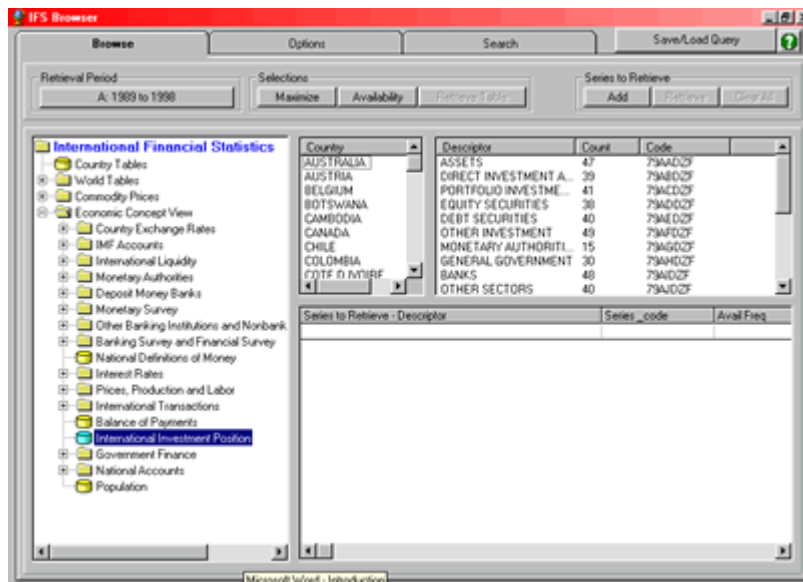 IFS Browser
Browse Options Search Save/Load Query ?
Retrieval Period
A: 1989 to 1998
Selections
Maximize Availability Retrieve Table
Series to Retrieve
Add Retrieve Clear All
International Financial Statistics
Country Tables
World Tables
Commodity Prices
Economic Concept View
Country Exchange Rates
IMF Accounts
International Liquidity
Monetary Authorities
Deposit Money Banks
Monetary Survey
Other Banking Institutions and Nonbank
Banking Survey and Financial Survey
National Definitions of Money
Interest Rates
Prices, Production and Labor
International Transactions
Balance of Payments
International Investment Position
Government Finance
National Accounts
Population
Country
AUSTRALIA
AUSTRIA
BELGIUM
BOTSWANA
CAMBODIA
CANADA
CHILE
COLOMBIA
COTE D IVOIRE
Descriptor Count Code
ASSETS 47 79AADZF
DIRECT INVESTMENT A... 39 79ABDZF
PORTFOLIO INVESTME... 41 79ACDZF
EQUITY SECURITIES 38 79ADDZF
DEBT SECURITIES 40 79AEDZF
OTHER INVESTMENT 49 79AFDZF
MONETARY AUTHORITI... 15 79AGDZF
GENERAL GOVERNMENT 30 79AHDZF
BANKS 48 79AIDZF
OTHER SECTORS 40 79AJDZF
Series to Retrieve - Descriptor Series_code Avail Freq
Microsoft Word - Introduction